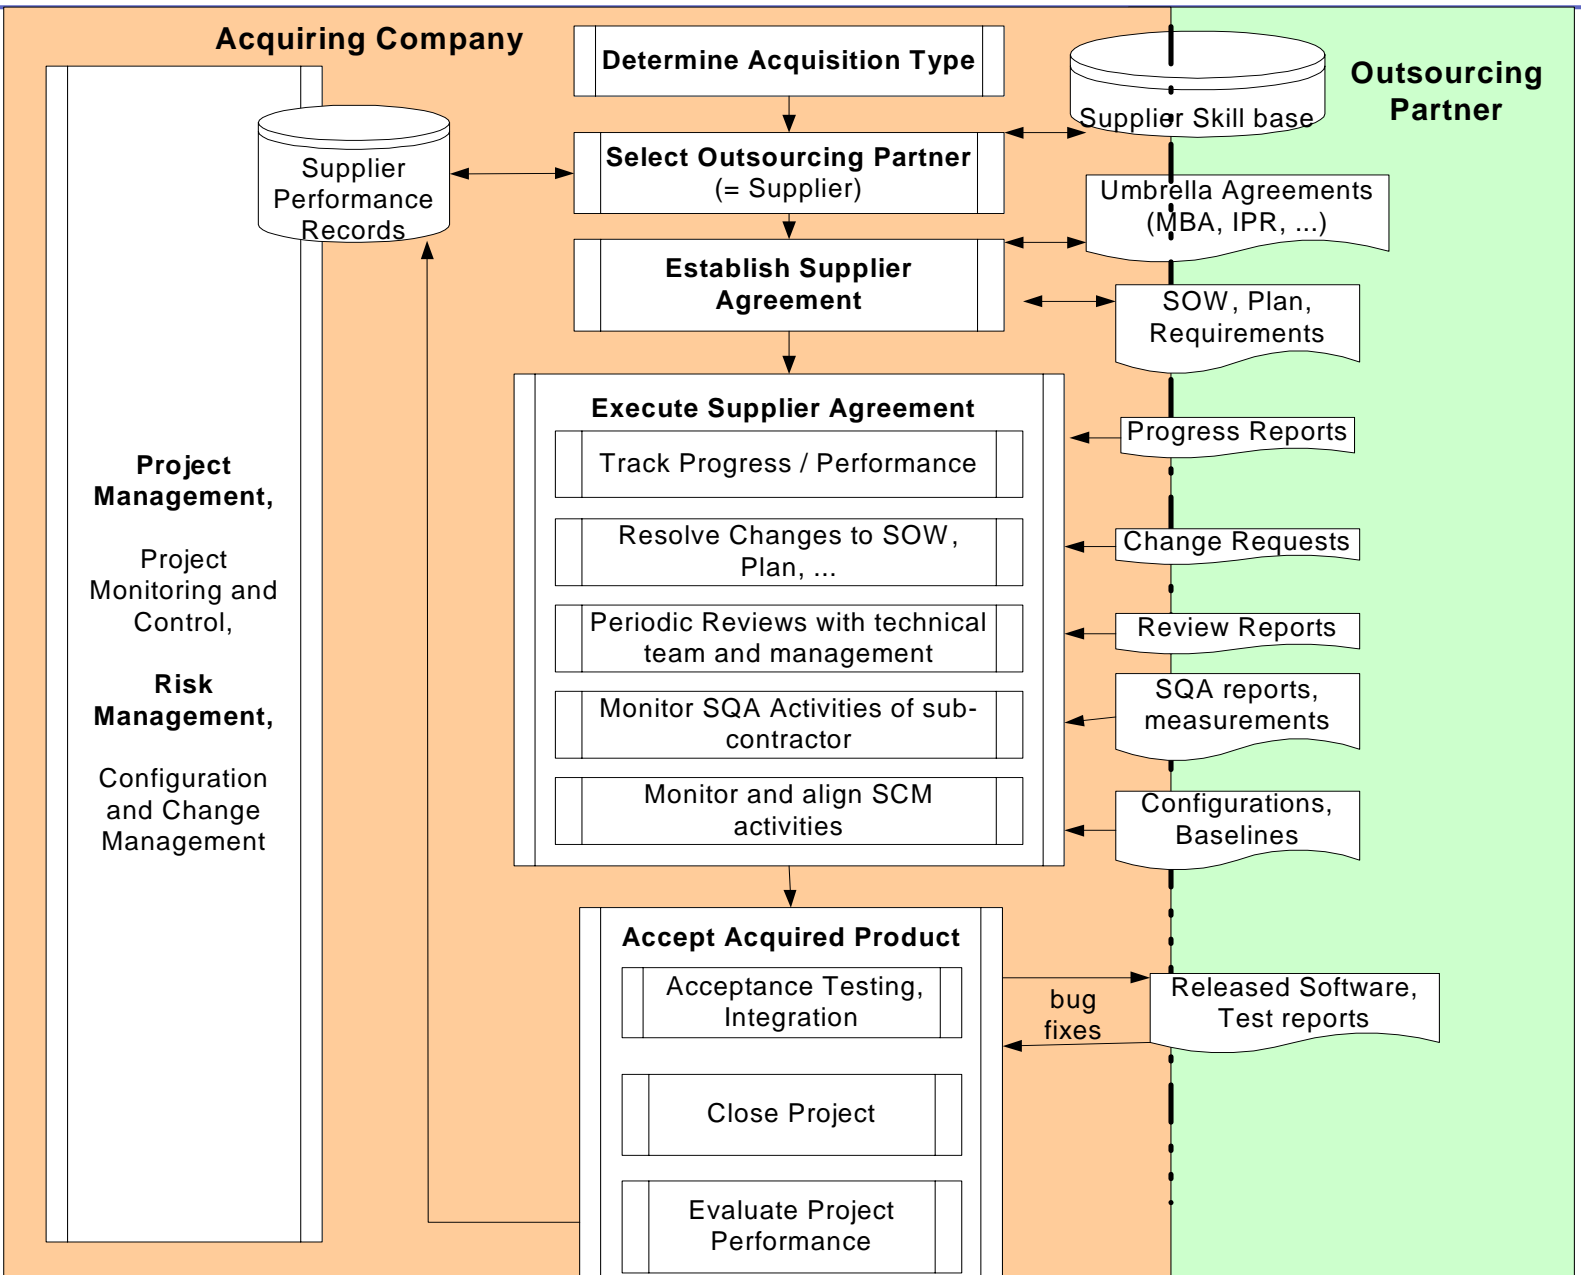 Acquiring Company
Determine Acquisition Type
Outsourcing
Partner
Supplier Skill base
Supplier
Performance
Records
Select Outsourcing Partner
(= Supplier)
Umbrella Agreements
(MBA, IPR, ...)
Establish Supplier
Agreement
SOW, Plan,
Requirements
Execute Supplier Agreement
Track Progress / Performance
Progress Reports
Resolve Changes to SOW,
Plan, ...
Change Requests
Periodic Reviews with technical
team and management
Review Reports
Monitor SQA Activities of sub-
contractor
SQA reports,
measurements
Monitor and align SCM
activities
Configurations,
Baselines
Project
Management,
Project
Monitoring and
Control,
Risk
Management,
Configuration
and Change
Management
Accept Acquired Product
Acceptance Testing,
Integration
bug
fixes
Released Software,
Test reports
Close Project
Evaluate Project
Performance